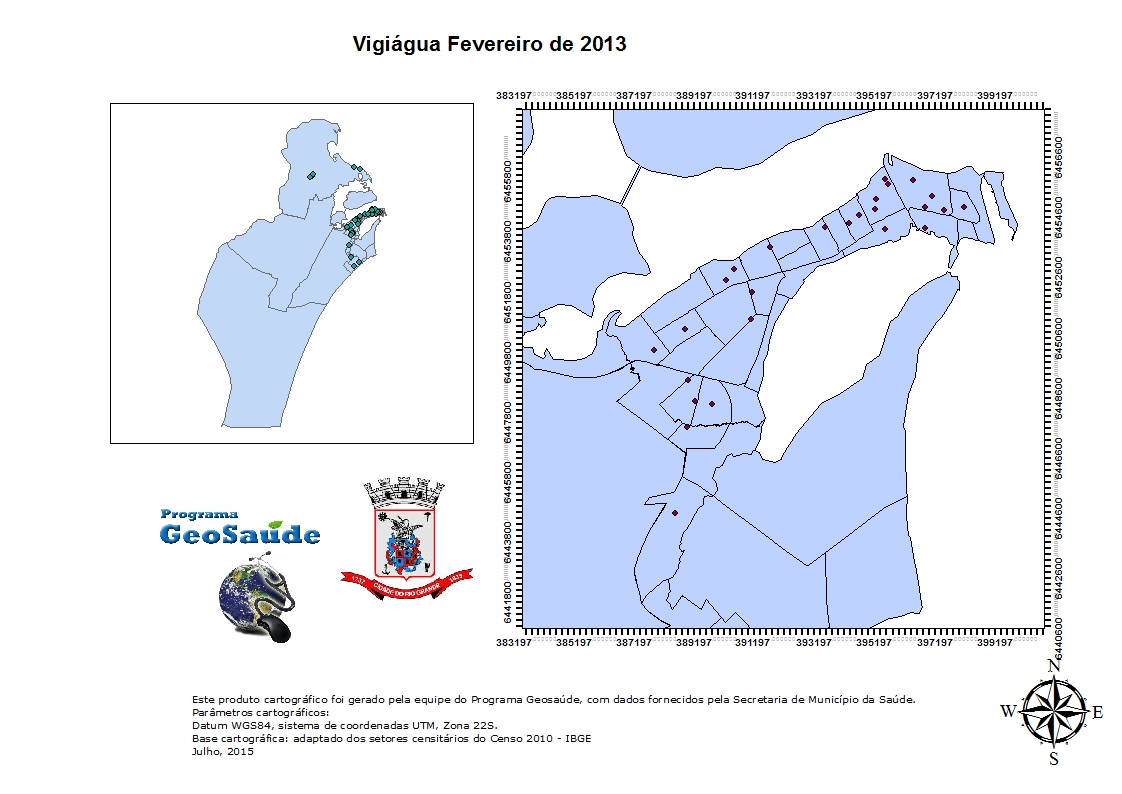 Vigiágua Fevereiro de 2013
383197 385197 387197 389197 391197 393197 395197 397197 399197
6455800
6453800
6451800
6449800
6447800
6445800
6443800
6441800
6456600
6454600
6452600
6450600
6448600
6446600
6444600
6442600
6440600
383197 385197 387197 389197 391197 393197 395197 397197 399197
Programa
GeoSaúde
1737 CIDADE DO RIO GRANDE 1835
N
W E
S
Este produto cartográfico foi gerado pela equipe do Programa Geosaúde, com dados fornecidos pela Secretaria de Município da Saúde.
Parâmetros cartográficos:
Datum WGS84, sistema de coordenadas UTM, Zona 22S.
Base cartográfica: adaptado dos setores censitários do Censo 2010 - IBGE
Julho, 2015